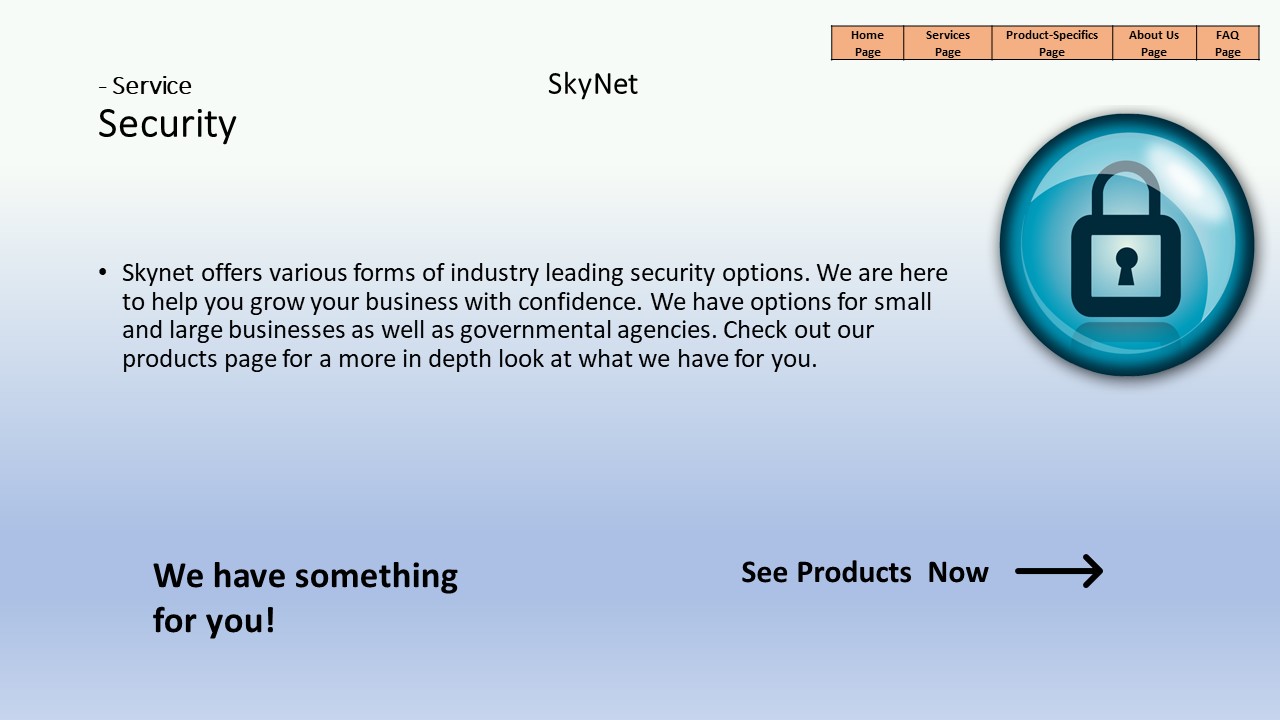 Home Services Product-Specifics About Us FAQ
Page Page Page Page Page
- Service
SkyNet
Security
• Skynet offers various forms of industry leading security options. We are here
to help you grow your business with confidence. We have options for small
and large businesses as well as governmental agencies. Check out our
products page for a more in depth look at what we have for you.
We have something
for you!
See Products  Now